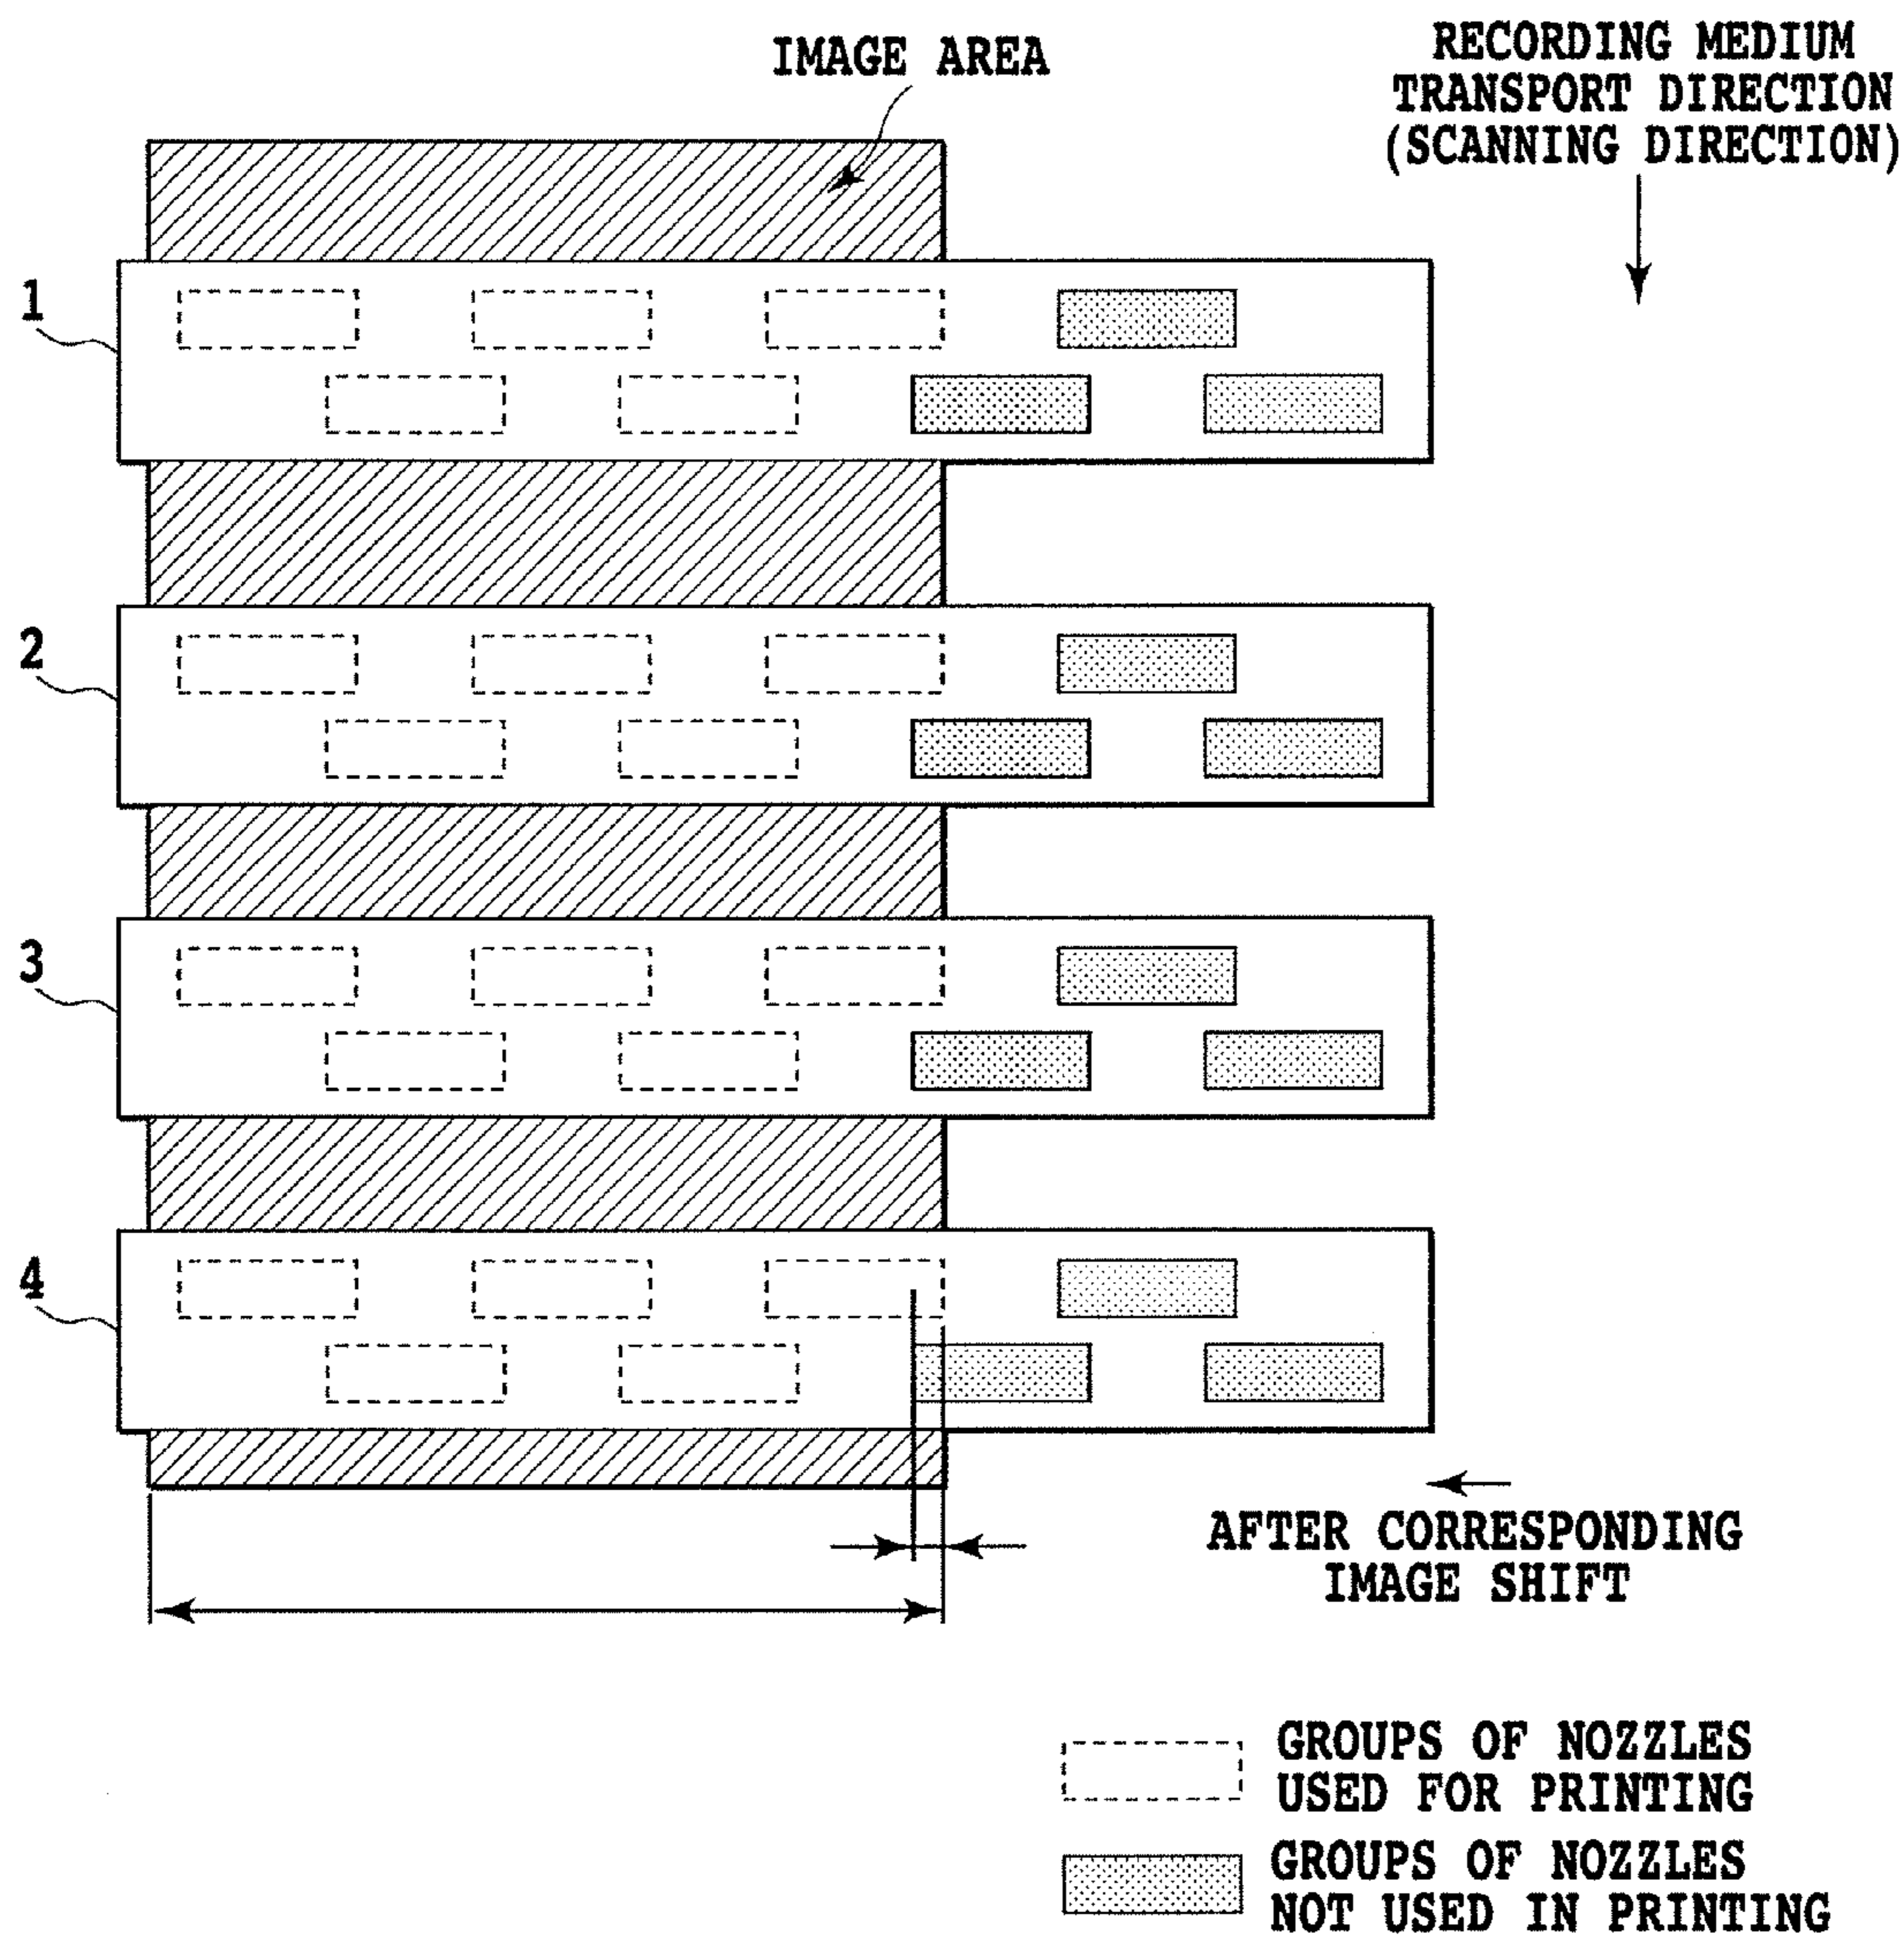 IMAGE AREA
RECORDING MEDIUM
TRANSPORT DIRECTION
(SCANNING DIRECTION)
1
2
3
4
AFTER CORRESPONDING
IMAGE SHIFT
GROUPS OF NOZZLES
USED FOR PRINTING
GROUPS OF NOZZLES
NOT USED IN PRINTING